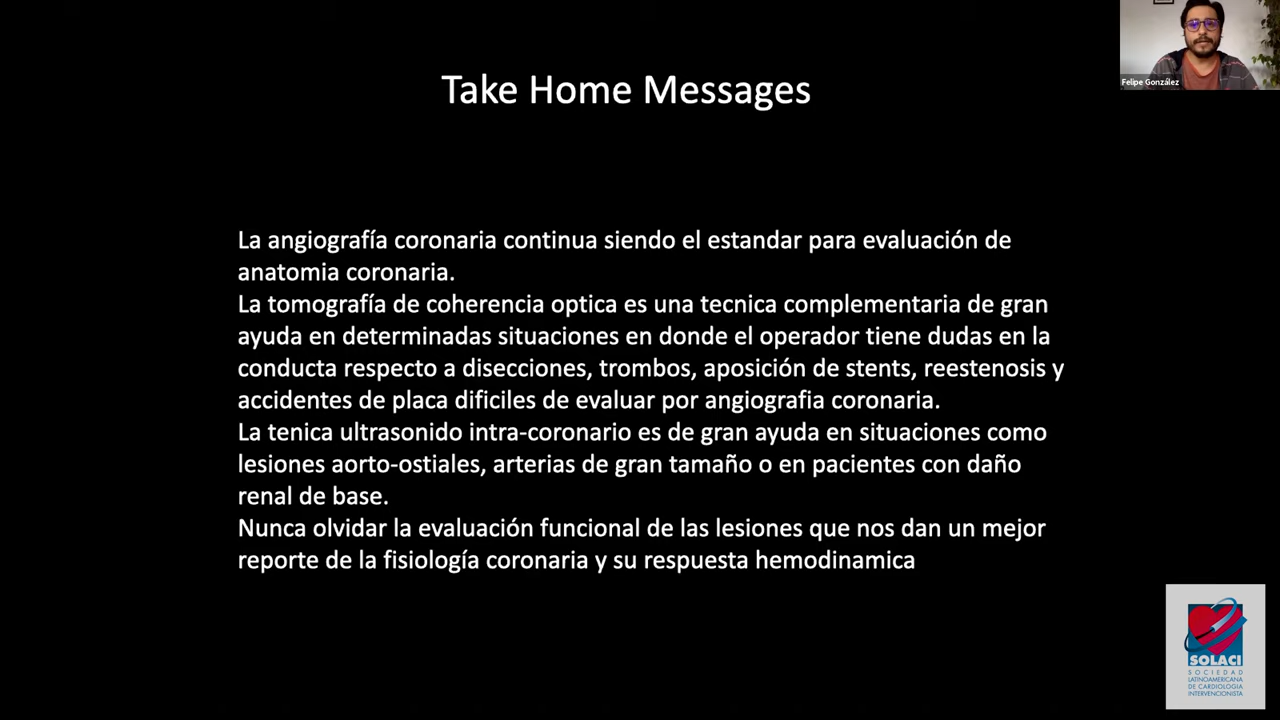 Take Home Messages
Felipe González
La angiografía coronaria continua siendo el estandar para evaluación de
anatomia coronaria.
La tomografía de coherencia optica es una tecnica complementaria de gran
ayuda en determinadas situaciones en donde el operador tiene dudas en la
conducta respecto a disecciones, trombos, aposición de stents, reestenosis y
accidentes de placa dificiles de evaluar por angiografia coronaria.
La tenica ultrasonido intra-coronario es de gran ayuda en situaciones como
lesiones aorto-ostiales, arterias de gran tamaño o en pacientes con daño
renal de base.
Nunca olvidar la evaluación funcional de las lesiones que nos dan un mejor
reporte de la fisiología coronaria y su respuesta hemodinamica
SOLACI
SOCIEDAD
LATINOAMERICANA
DE CARDIOLOGIA
INTERVENCIONISTA